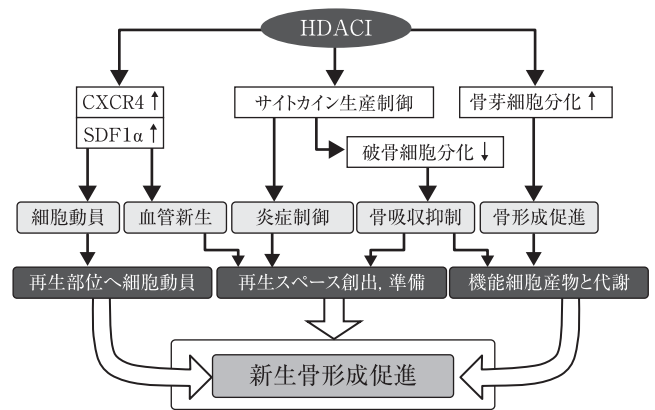 HDACI
CXCR4↑
SDF1α↑
サイトカイン生産制御
骨芽細胞分化↑
破骨細胞分化↓
細胞動員
血管新生
炎症制御
骨吸収抑制
骨形成促進
再生部位へ細胞動員
再生スペース創出，準備
機能細胞産物と代謝
新生骨形成促進